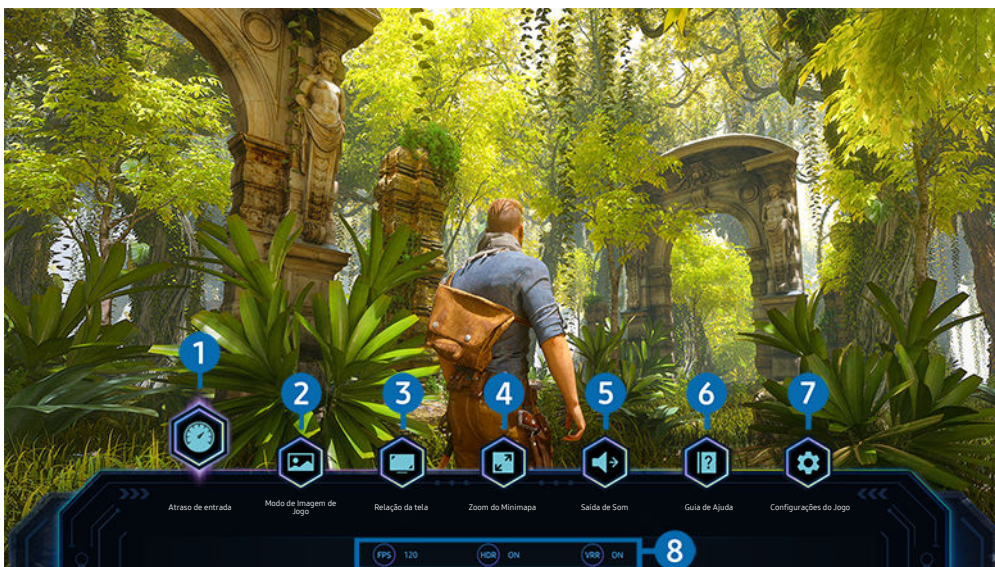 1
2
3
4
5
6
7
Atraso de entrada
Modo de Imagem de
Jogo
Relação da tela
Zoom do Minimapa
Saída de Som
Guia de Ajuda
Configurações do Jogo
FPS 120 HDR ON VRR ON 8